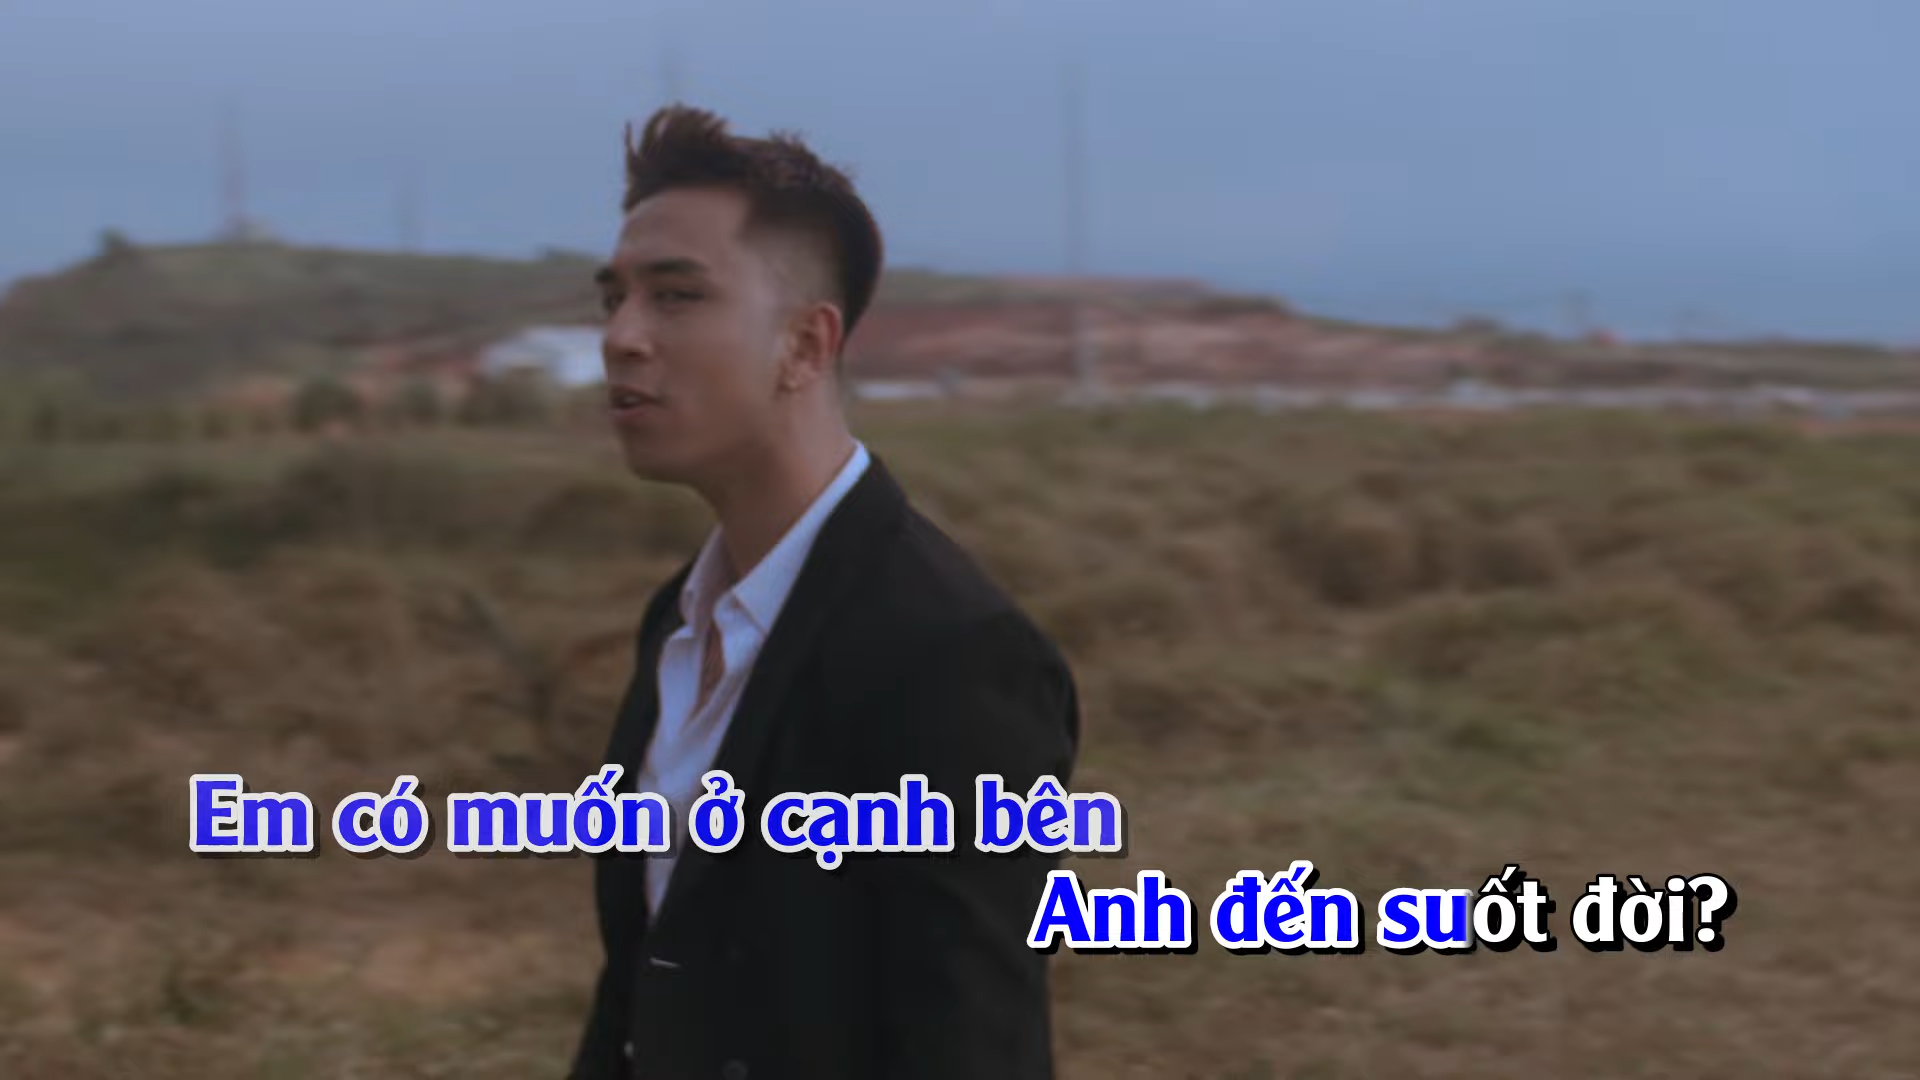 Em có muốn ở cạnh bên
Anh đến suốt đời?